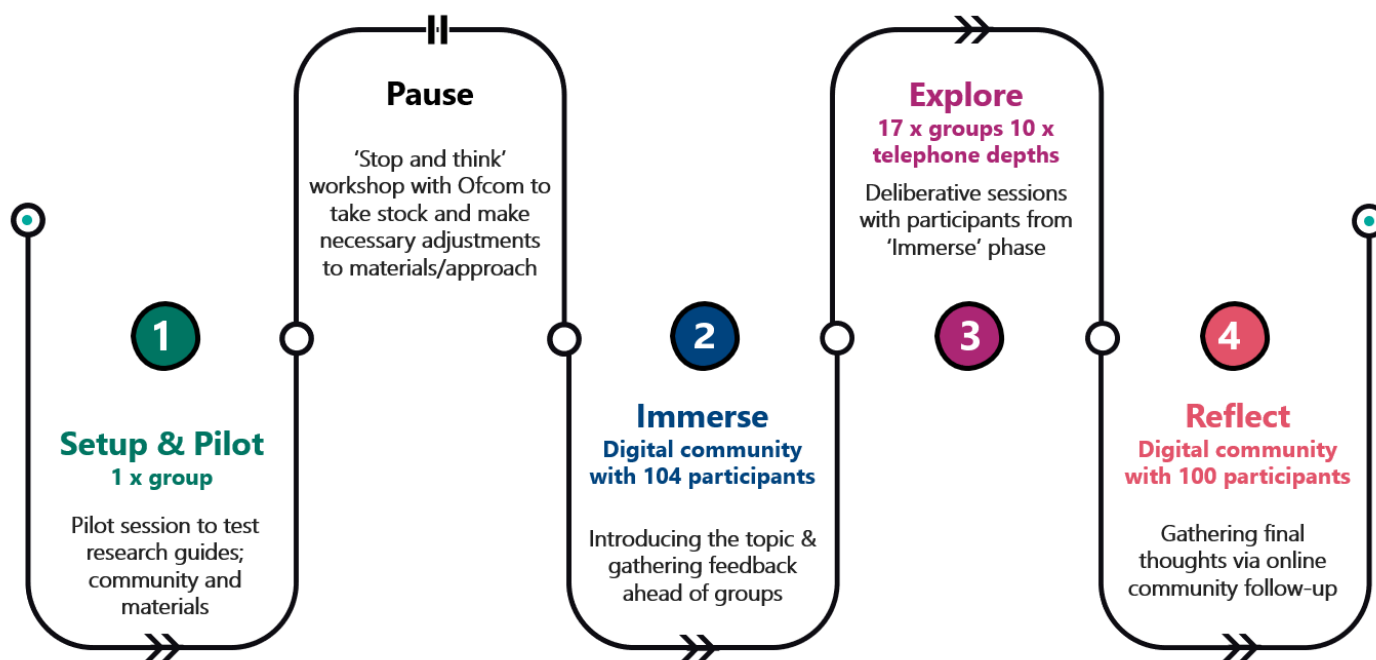 1
Setup & Pilot
1 x group
Pilot session to test
research guides;
community and
materials
Pause
‘Stop and think’
workshop with Ofcom to
take stock and make
necessary adjustments
to materials/approach
2
Immerse
Digital community
with 104 participants
Introducing the topic &
gathering feedback
ahead of groups
Explore
17 x groups 10 x
telephone depths
Deliberative sessions
with participants from
‘Immerse’ phase
3
4
Reflect
Digital community
with 100 participants
Gathering final
thoughts via online
community follow-up